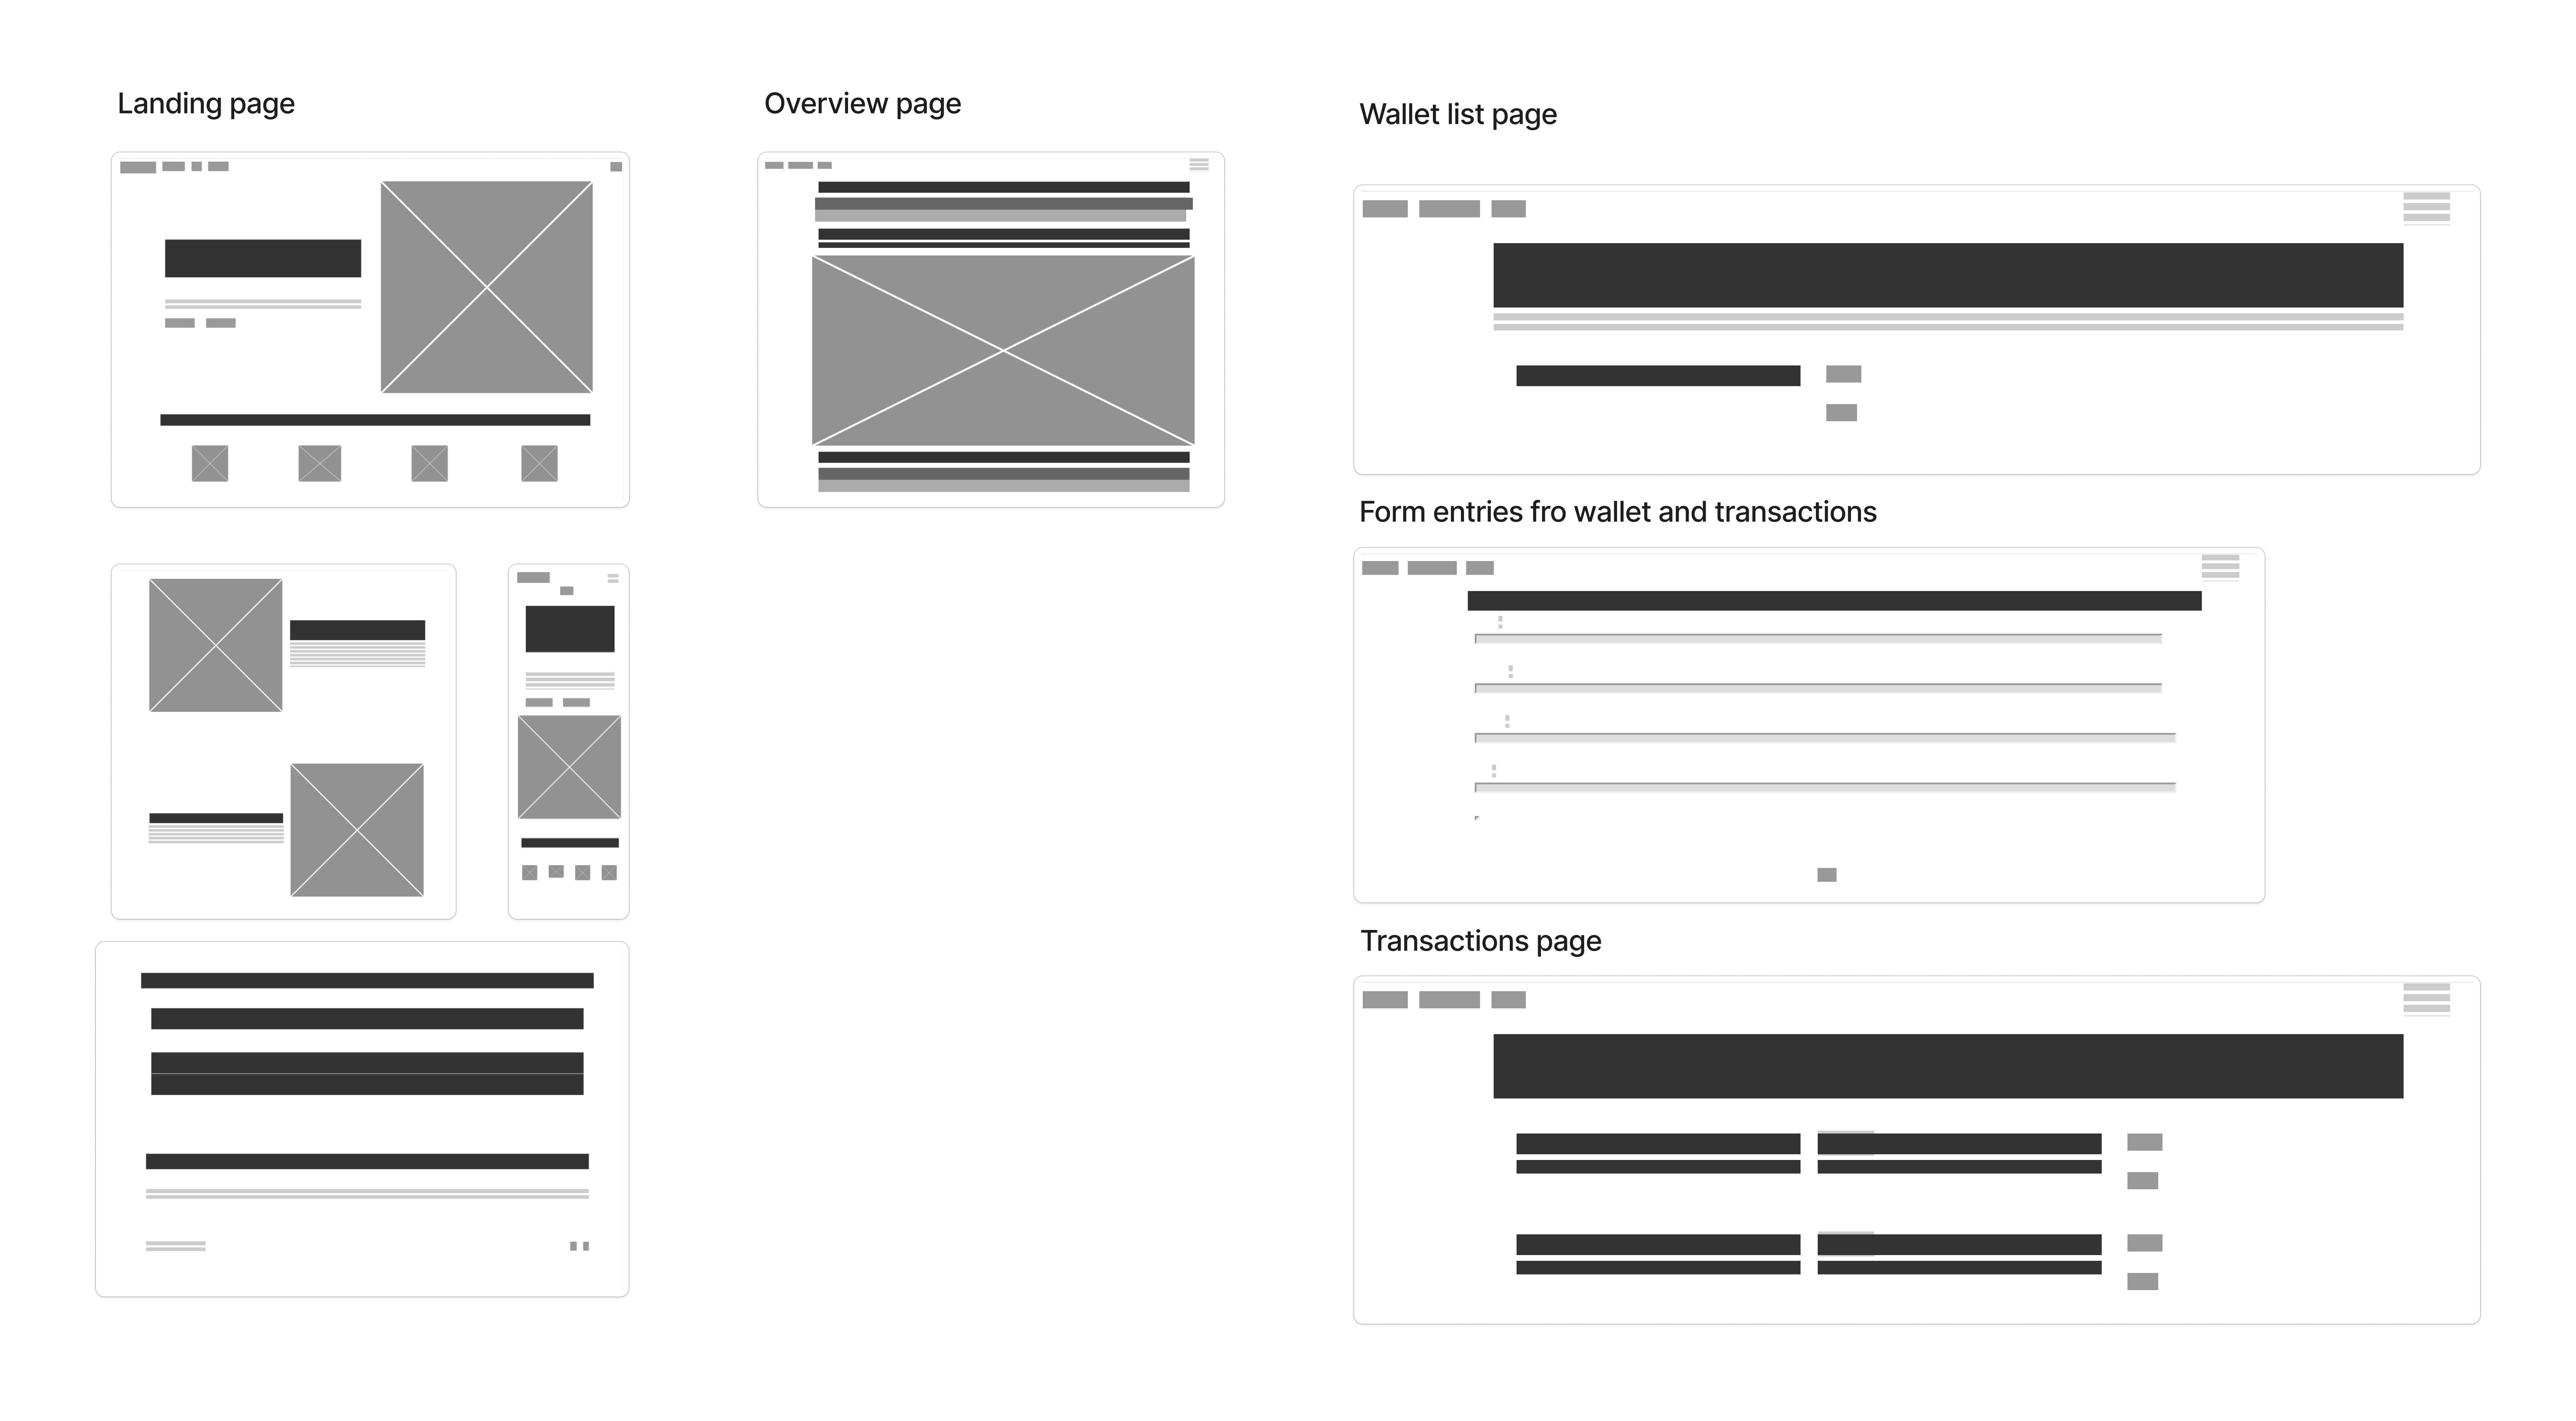 Landing page
Overview page
Wallet list page
Form entries fro wallet and transactions
Transactions page